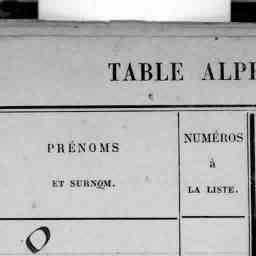 TABLE ALP
PRÉNOMS
ET SURNOM.
NUMÉROS
à
LA LISTE.